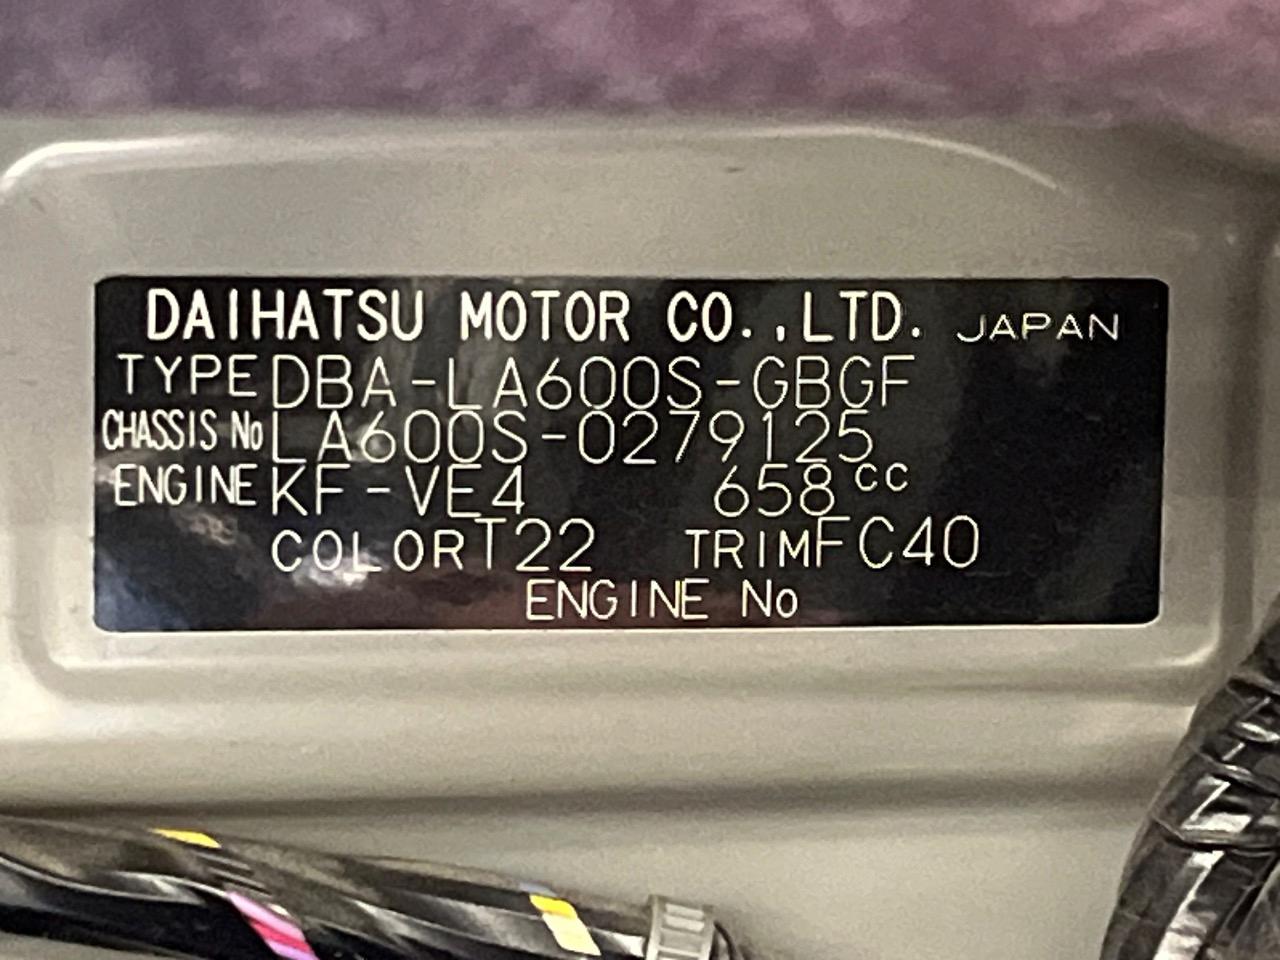 DAIHATSU MOTOR CO.,LTD. JAPAN
TYPE DBA-LA600S-GBGF
CHASSIS No LA600S-0279125
ENGINE KF-VE4 658cc
COLOR T22 TRIM FC40
ENGINE No